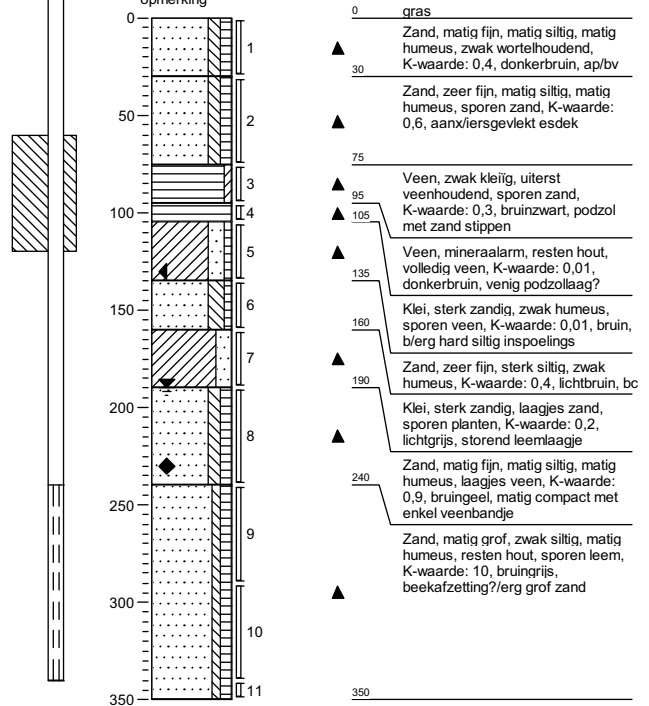 opmerking
0
50
100
150
200
250
300
350
1
2
3
4
5
6
7
8
9
10
11
0
gras
Zand, matig fijn, matig siltig, matig
humeus, zwak wortelhoudend,
K-waarde: 0,4, donkerbruin, ap/bv
30
Zand, zeer fijn, matig siltig, matig
humeus, sporen zand, K-waarde:
0,6, aanx/iersgevlekt esdek
75
Veen, zwak kleiïg, uiterst
veenhoudend, sporen zand,
K-waarde: 0,3, bruinzwart, podzol
met zand stippen
95
Veen, mineraalarm, resten hout,
volledig veen, K-waarde: 0,01,
donkerbruin, venig podzollaag?
105
Klei, sterk zandig, zwak humeus,
sporen veen, K-waarde: 0,01, bruin,
b/erg hard siltig inspoelings
135
Zand, zeer fijn, sterk siltig, zwak
humeus, K-waarde: 0,4, lichtbruin, bc
160
Klei, sterk zandig, laagjes zand,
sporen planten, K-waarde: 0,2,
lichtgrijs, storend leemlaagje
190
Zand, matig fijn, matig siltig, matig
humeus, laagjes veen, K-waarde:
0,9, bruingeel, matig compact met
enkel veenbandje
240
Zand, matig grof, zwak siltig, matig
humeus, resten hout, sporen leem,
K-waarde: 10, bruingrijs,
beekafzetting?/erg grof zand
350